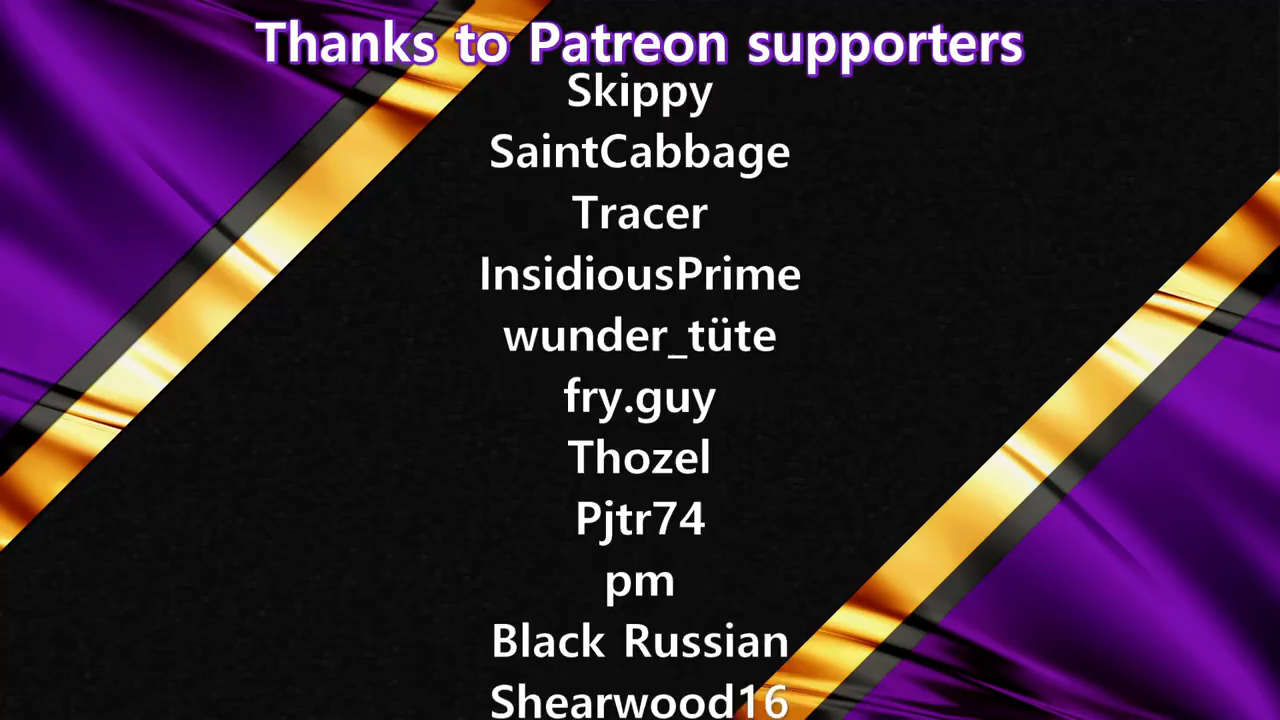 Thanks to Patreon supporters
Skippy
SaintCabbage
Tracer
InsidiousPrime
wunder_tüte
fry.guy
Thozel
Pjtr74
pm
Black Russian
Shearwood16